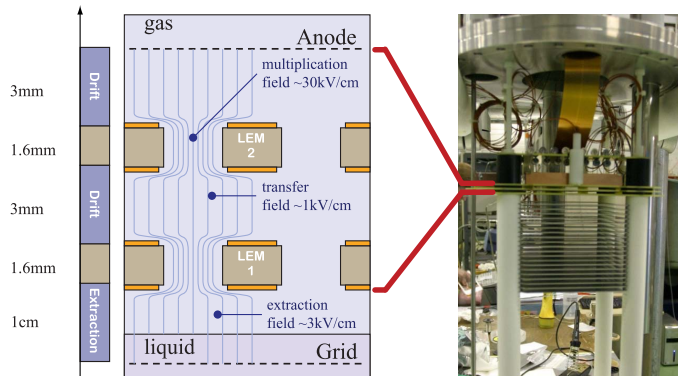 gas
Anode
multiplication
field ~30kV/cm
Drift
3mm
LEM
2
1.6mm
Drift
3mm
transfer
field ~1kV/cm
LEM
1
1.6mm
Extraction
1cm
extraction
field ~3kV/cm
liquid
Grid